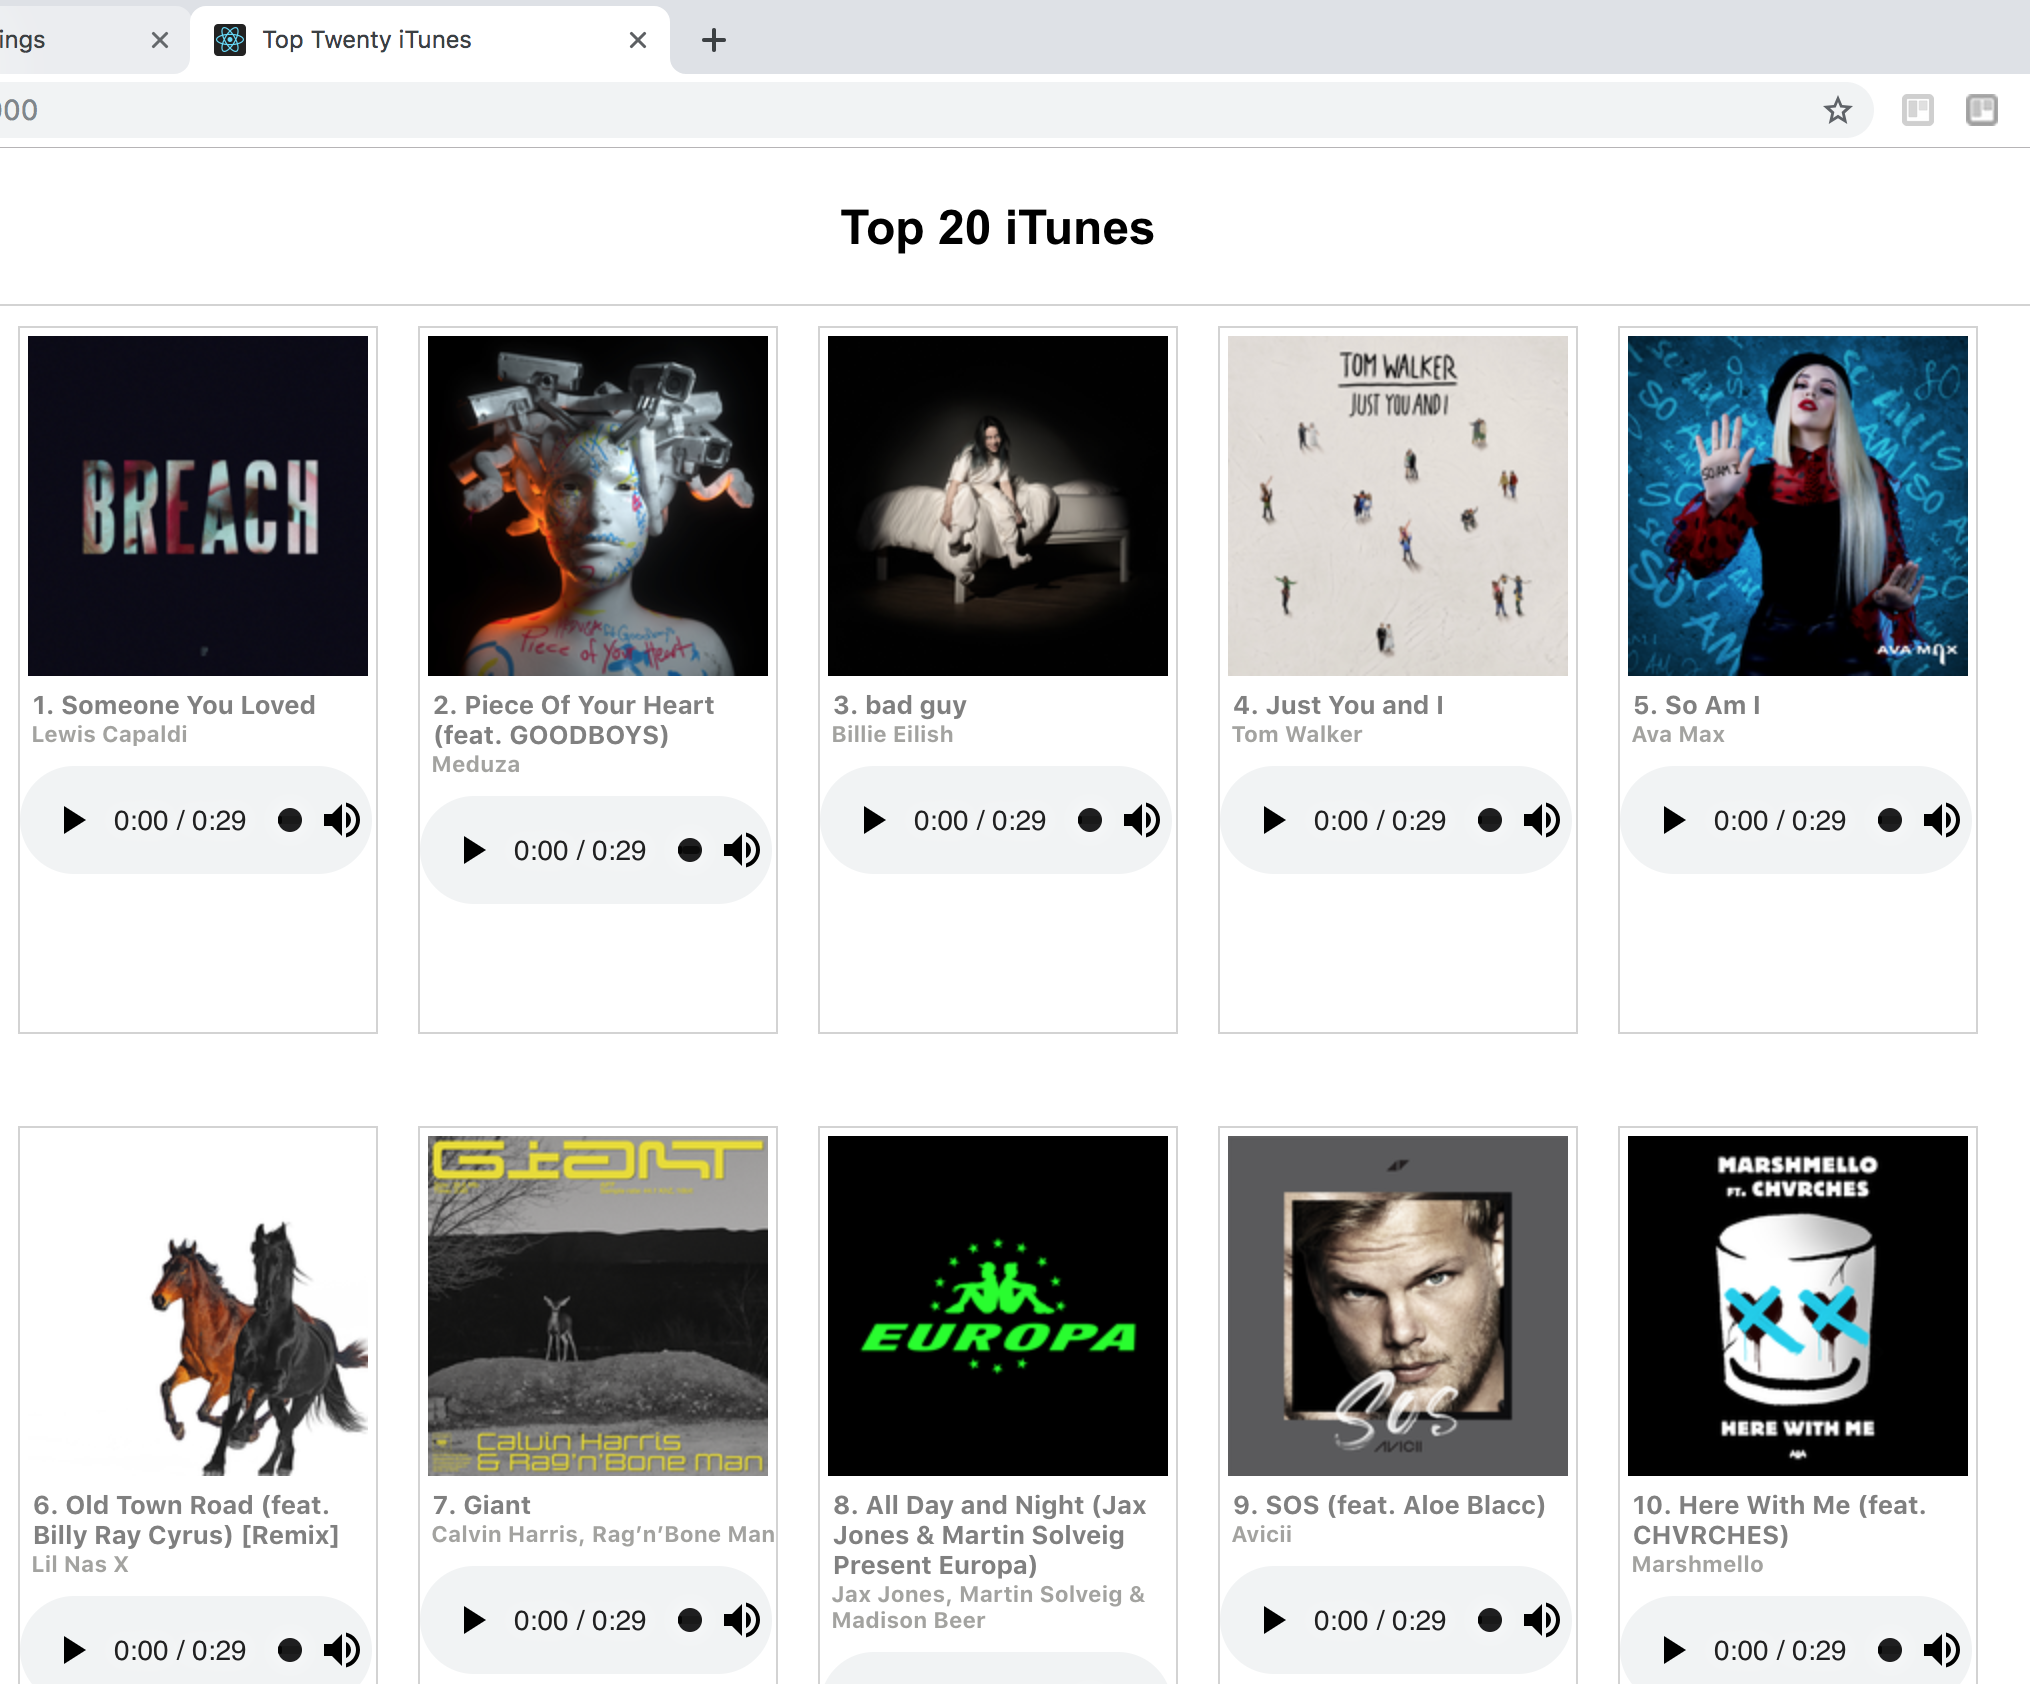 ings
Top Twenty iTunes
000
Top 20 iTunes
BREACH
Piece of Your Heart
TOM WALKER
JUST YOU AND I
SO AM I
AVA MAX
1. Someone You Loved
Lewis Capaldi
0:00 / 0:29
2. Piece Of Your Heart
(feat. GOODBOYS)
Meduza
0:00 / 0:29
3. bad guy
Billie Eilish
0:00 / 0:29
4. Just You and I
Tom Walker
0:00 / 0:29
5. So Am I
Ava Max
0:00 / 0:29
GIANT
Calvin Harris
& Rag'n'Bone Man
EUROPA
SOS
AVICII
MARSHMELLO
FT. CHVRCHES
HERE WITH ME
6. Old Town Road (feat.
Billy Ray Cyrus) [Remix]
Lil Nas X
0:00 / 0:29
7. Giant
Calvin Harris, Rag’n’Bone Man
0:00 / 0:29
8. All Day and Night (Jax
Jones & Martin Solveig
Present Europa)
Jax Jones, Martin Solveig &
Madison Beer
9. SOS (feat. Aloe Blacc)
Avicii
0:00 / 0:29
10. Here With Me (feat.
CHVRCHES)
Marshmello
0:00 / 0:29